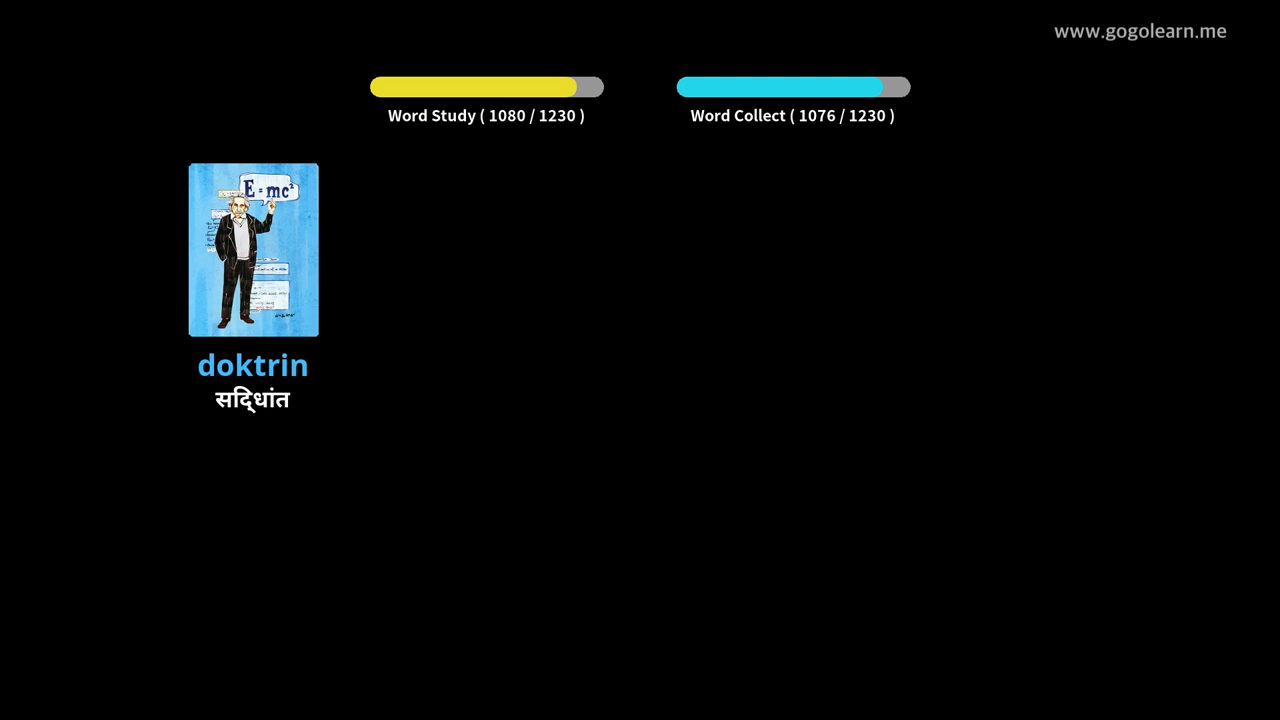 www.gogolearn.me
Word Study ( 1080 / 1230 )
Word Collect ( 1076 / 1230 )
E = mc²
doktrin
सद्धिांत